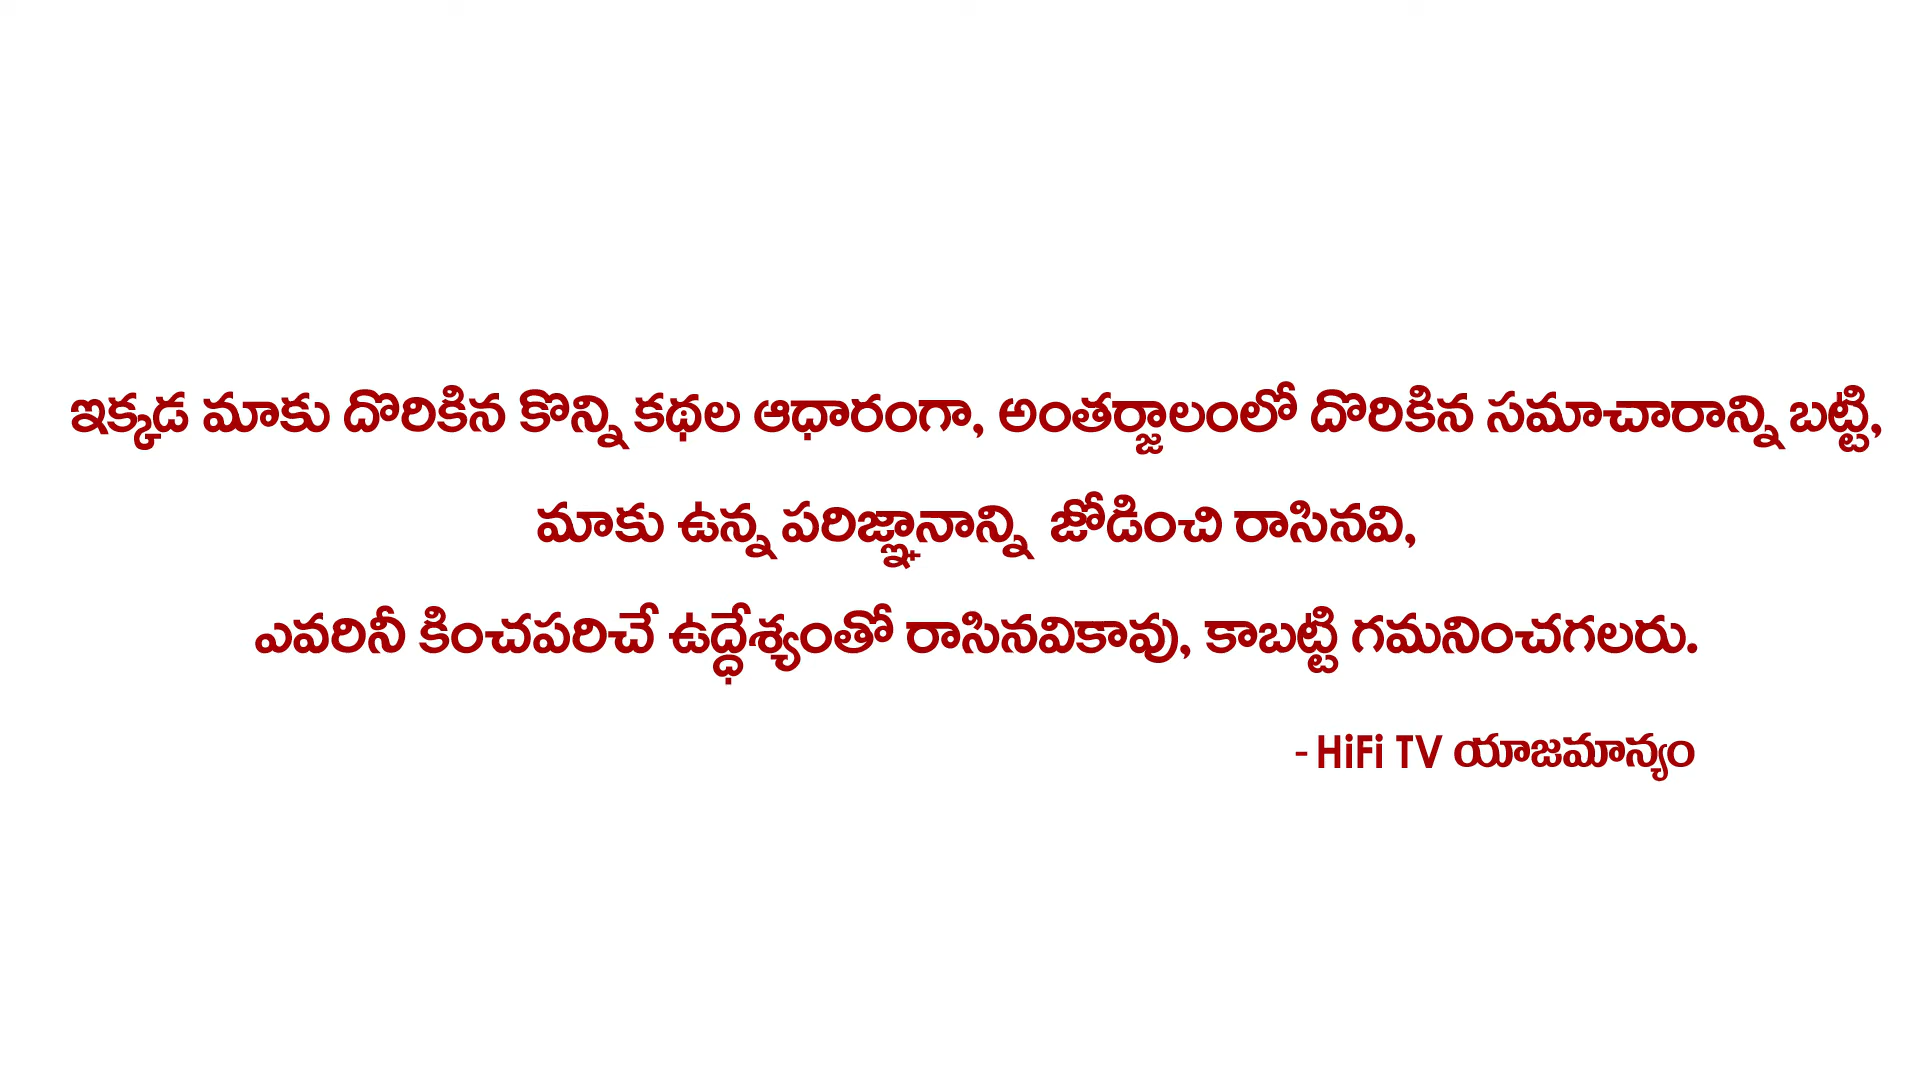 ఇక్కడ మాకు దొరికిన కొన్ని కథల ఆధారంగా, అంతర్జాలంలో దొరికిన సమాచారాన్ని బట్టి,
మాకు ఉన్న పరిజ్ఞానాన్ని జోడించి రాసినవి,
ఎవరినీ కించపరిచే ఉద్ధేశ్యంతో రాసినవికావు, కాబట్టి గమనించగలరు.
- HiFi TV యాజమాన్యం